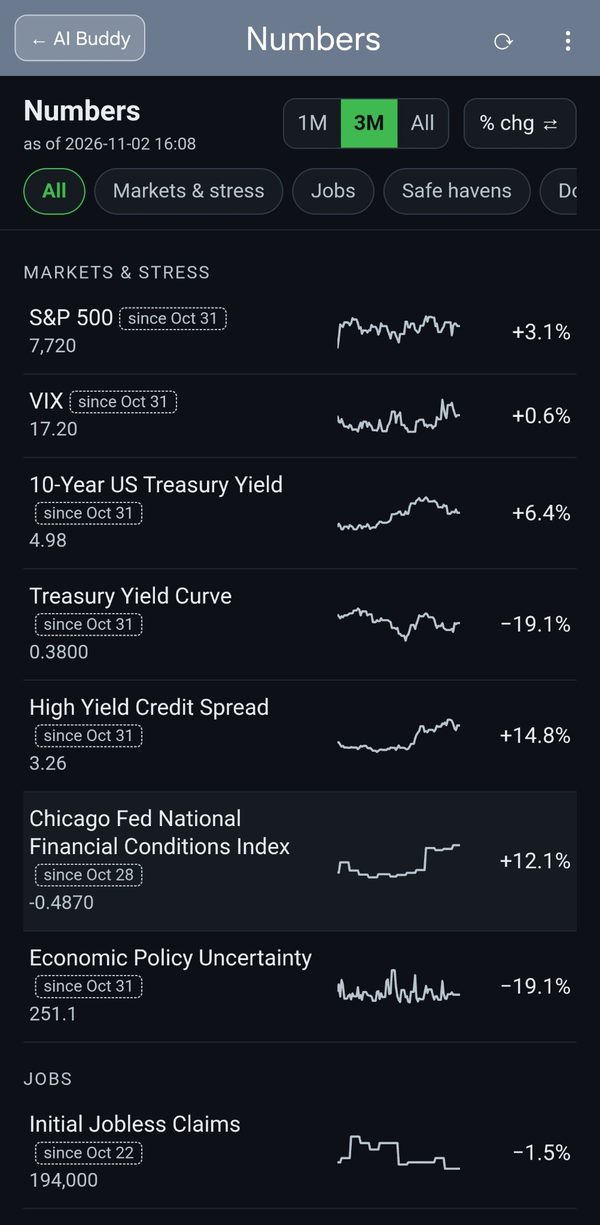 ← AI Buddy
Numbers
Numbers
as of 2026-11-02 16:08
1M 3M All
% chg ⇄
All
Markets & stress
Jobs
Safe havens
MARKETS & STRESS
S&P 500 since Oct 31
7,720
+3.1%
VIX since Oct 31
17.20
+0.6%
10-Year US Treasury Yield
since Oct 31
4.98
+6.4%
Treasury Yield Curve
since Oct 31
0.3800
−19.1%
High Yield Credit Spread
since Oct 31
3.26
+14.8%
Chicago Fed National
Financial Conditions Index
since Oct 28
-0.4870
+12.1%
Economic Policy Uncertainty
since Oct 31
251.1
−19.1%
JOBS
Initial Jobless Claims
since Oct 22
194,000
−1.5%